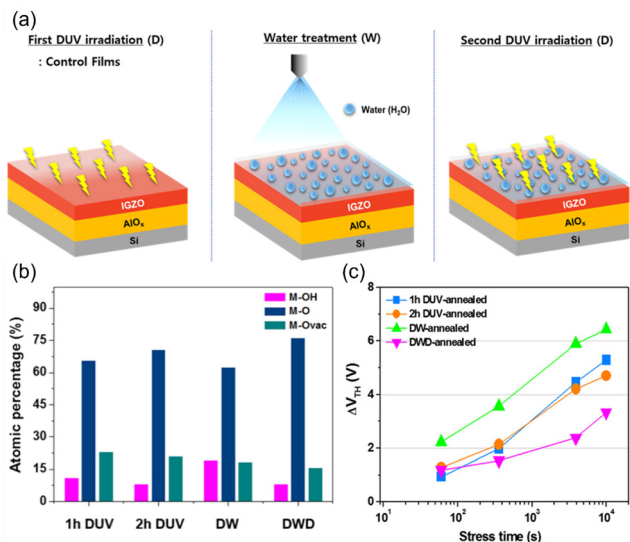 (a)
First DUV irradiation (D)
: Control Films
Water treatment (W)
Second DUV irradiation (D)
Water (H₂O)
IGZO
AlOₓ
Si
IGZO
AlOₓ
Si
IGZO
AlOₓ
Si
(b)
Atomic percentage (%)
90
75
60
45
30
15
0
M-OH
M-O
M-Ovac
1h DUV
2h DUV
DW
DWD
(c)
ΔV_TH (V)
8
6
4
2
0
1h DUV-annealed
2h DUV-annealed
DW-annealed
DWD-annealed
10¹
10²
10³
10⁴
Stress time (s)